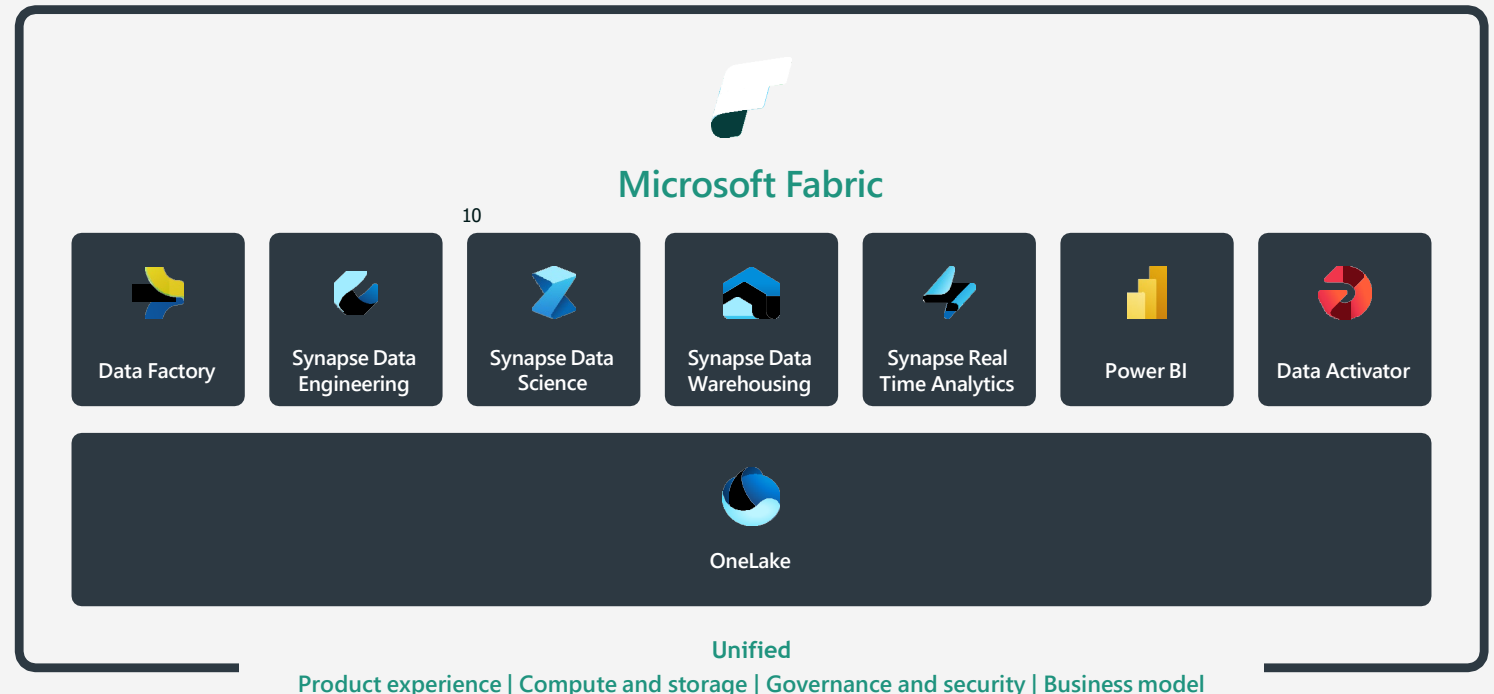 Microsoft Fabric
10
Data Factory
Synapse Data
Engineering
Synapse Data
Science
Synapse Data
Warehousing
Synapse Real
Time Analytics
Power BI
Data Activator
OneLake
Unified
Product experience | Compute and storage | Governance and security | Business model